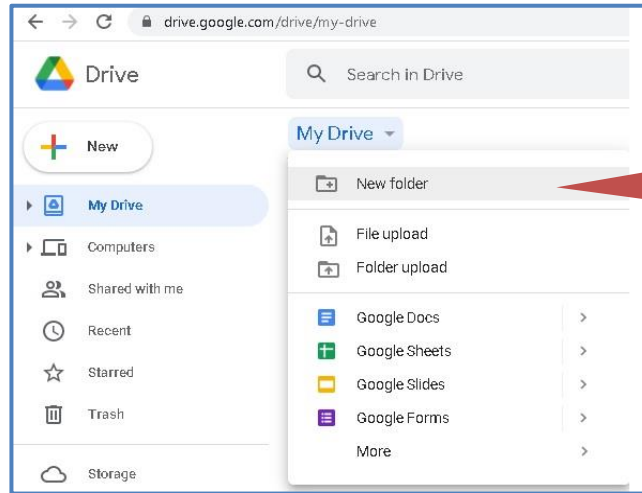 drive.google.com/drive/my-drive
Drive
Search in Drive
New
My Drive
Computers
Shared with me
Recent
Starred
Trash
Storage
My Drive
New folder
File upload
Folder upload
Google Docs
Google Sheets
Google Slides
Google Forms
More